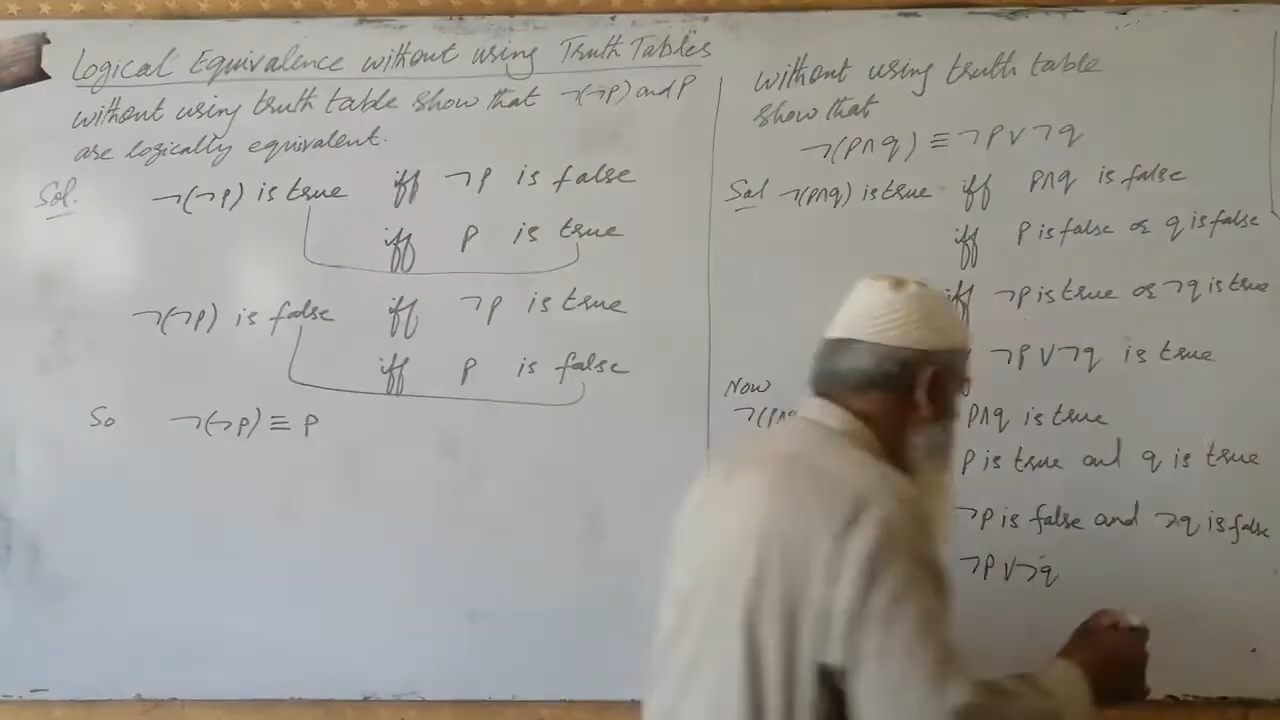 Logical Equivalence without using Truth Tables
without using truth table show that ¬(¬P) and P
are logically equivalent.
Sol. ¬(¬P) is true iff ¬P is false
iff P is true
¬(¬P) is false iff ¬P is true
iff P is false
So ¬(¬P) ≡ P
without using truth table
show that
¬(P∧q) ≡ ¬P∨¬q
Sol ¬(P∧q) is true iff P∧q is false
iff P is false or q is false
iff ¬P is true or ¬q is true
¬P∨¬q is true
Now
¬(P∧q P∧q is true
P is true and q is true
¬P is false and ¬q is false
¬P∨¬q